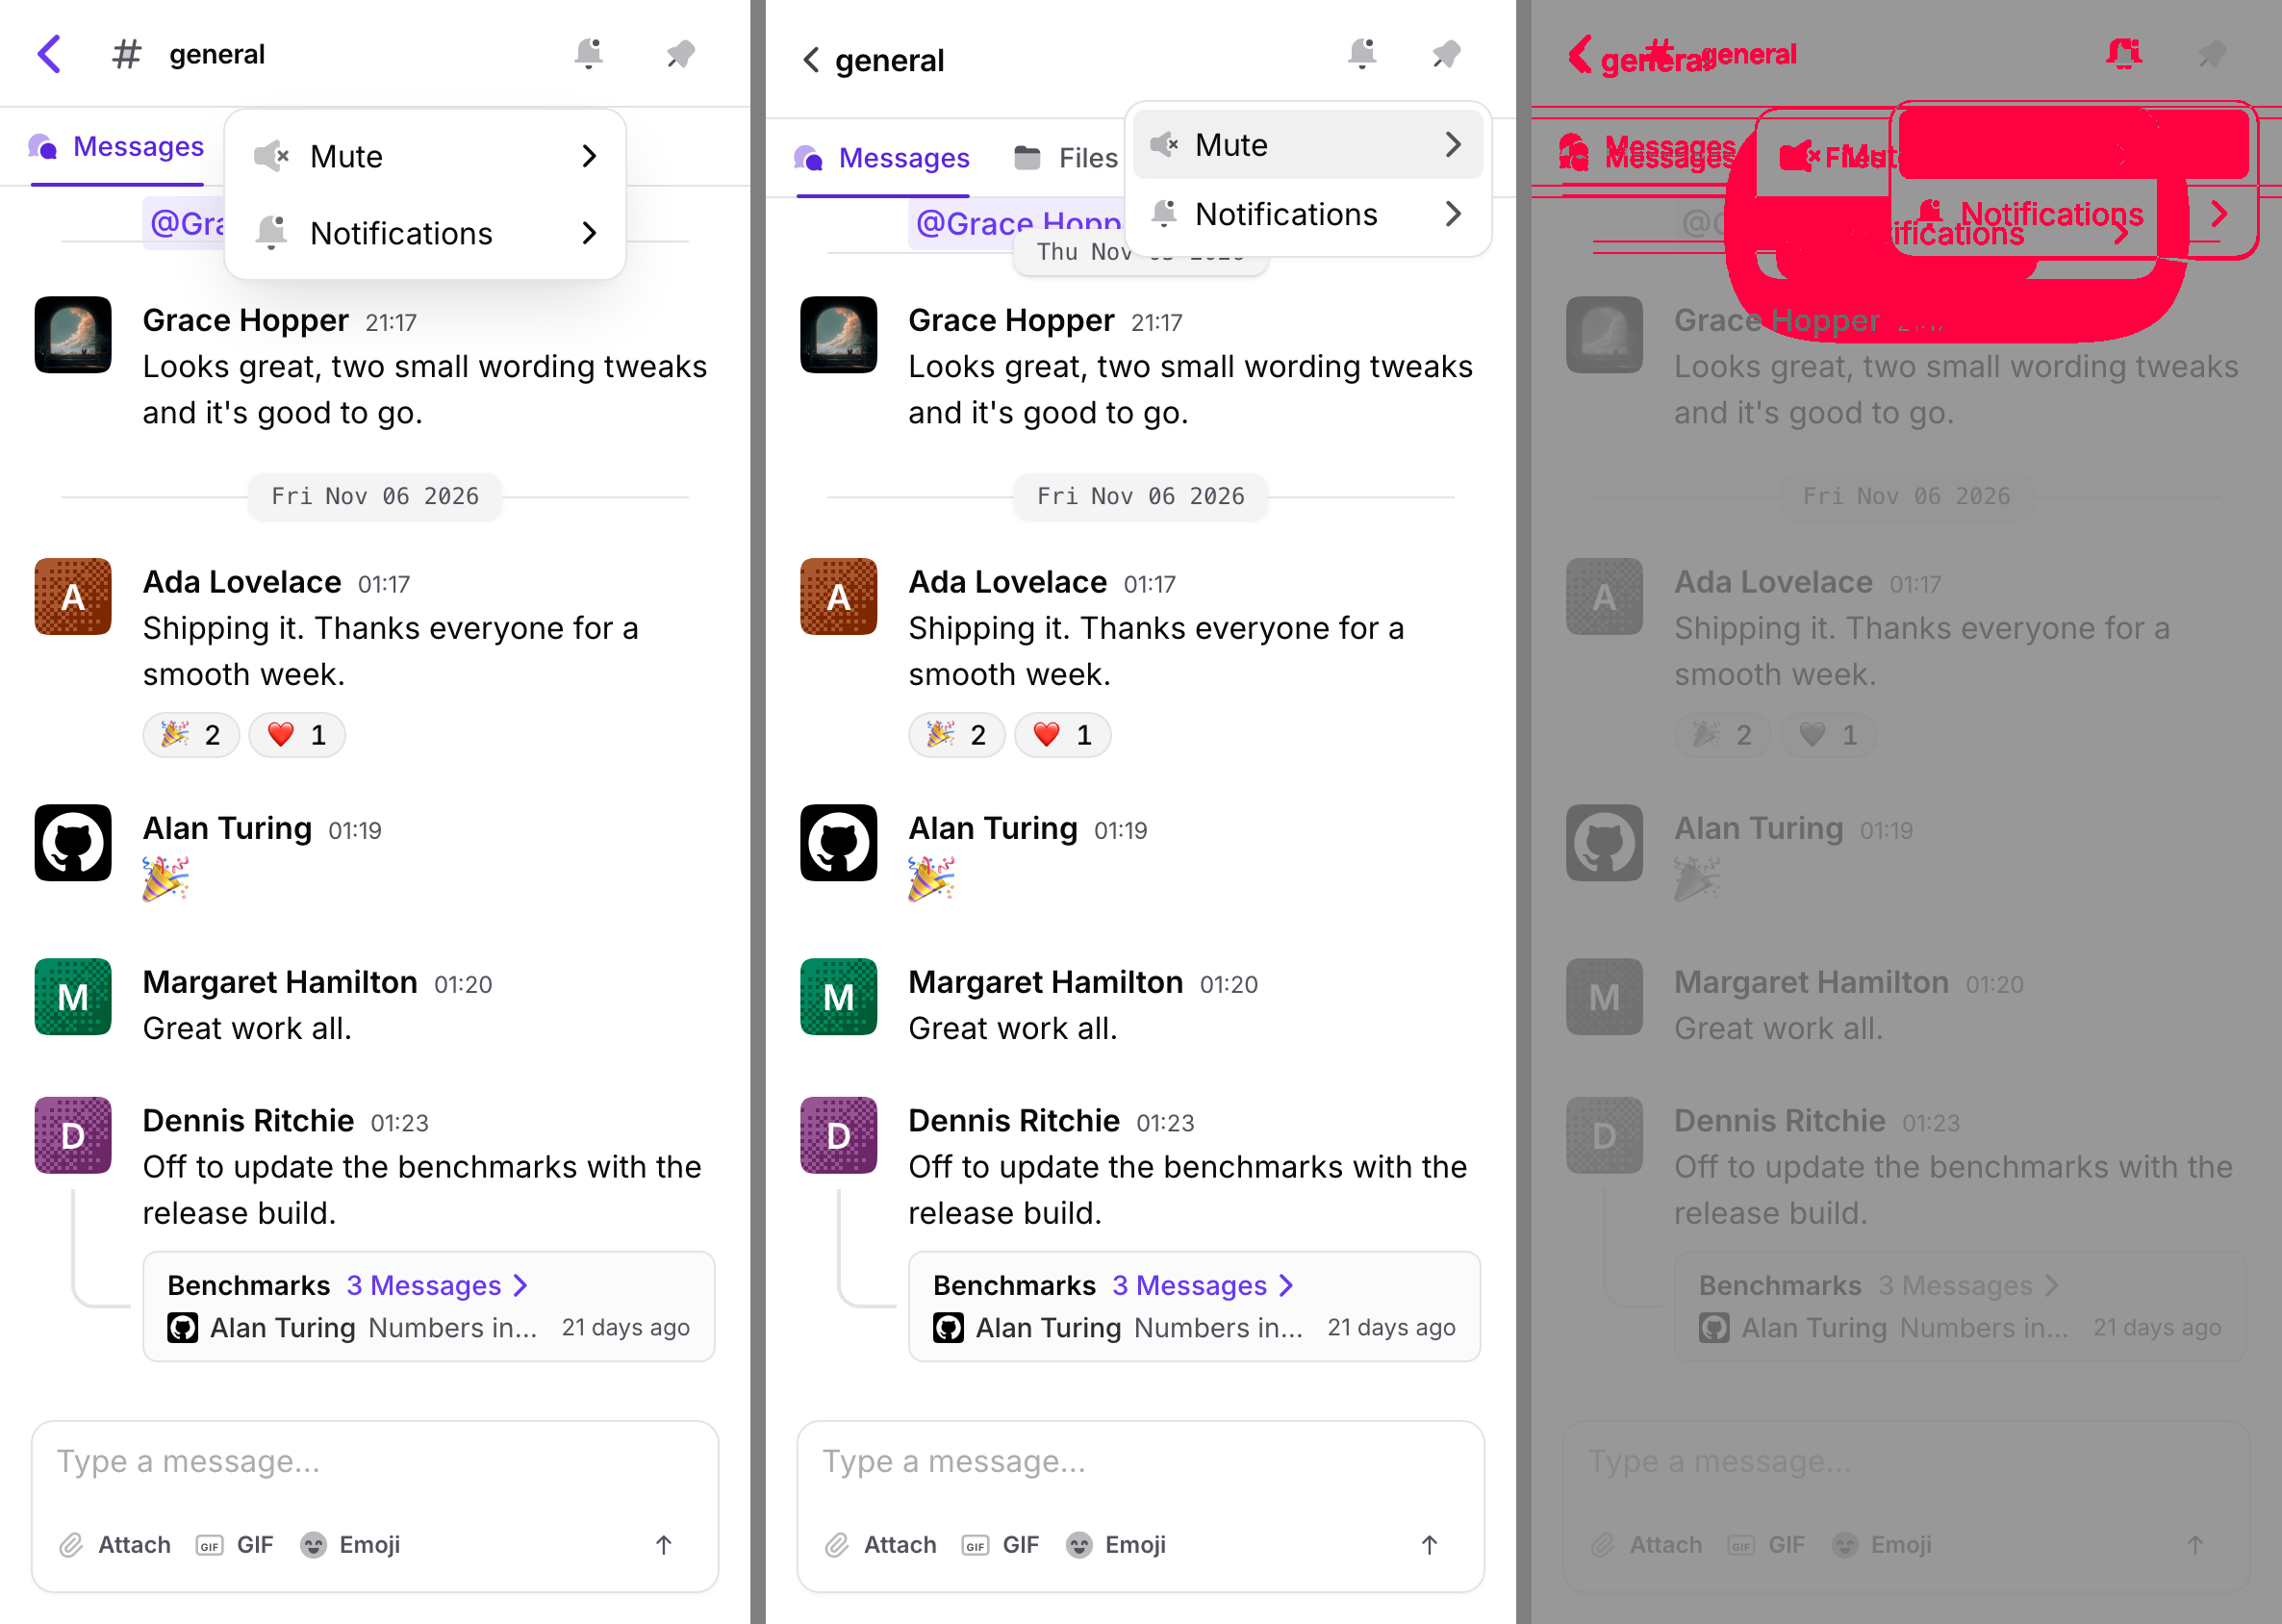 # general
Messages
Mute
Notifications
@Gra
Grace Hopper 21:17
Looks great, two small wording tweaks
and it's good to go.
Fri Nov 06 2026
A
Ada Lovelace 01:17
Shipping it. Thanks everyone for a
smooth week.
🎉 2 ❤️ 1
Alan Turing 01:19
🎉
M
Margaret Hamilton 01:20
Great work all.
D
Dennis Ritchie 01:23
Off to update the benchmarks with the
release build.
Benchmarks 3 Messages
Alan Turing Numbers in... 21 days ago
Type a message...
Attach GIF GIF Emoji
general
Messages Files
Mute
Notifications
@Grace Hopp
Thu Nov 2026
Grace Hopper 21:17
Looks great, two small wording tweaks
and it's good to go.
Fri Nov 06 2026
A
Ada Lovelace 01:17
Shipping it. Thanks everyone for a
smooth week.
🎉 2 ❤️ 1
Alan Turing 01:19
🎉
M
Margaret Hamilton 01:20
Great work all.
D
Dennis Ritchie 01:23
Off to update the benchmarks with the
release build.
Benchmarks 3 Messages
Alan Turing Numbers in... 21 days ago
Type a message...
Attach GIF GIF Emoji
general # general
Messages
Messages
Files
Notifications
Grace Hopper
Looks great, two small wording tweaks
and it's good to go.
Fri Nov 06 2026
A
Ada Lovelace 01:17
Shipping it. Thanks everyone for a
smooth week.
🎉 2 ❤️ 1
Alan Turing 01:19
🎉
M
Margaret Hamilton 01:20
Great work all.
D
Dennis Ritchie 01:23
Off to update the benchmarks with the
release build.
Benchmarks 3 Messages
Alan Turing Numbers in... 21 days ago
Type a message...
Attach GIF GIF Emoji